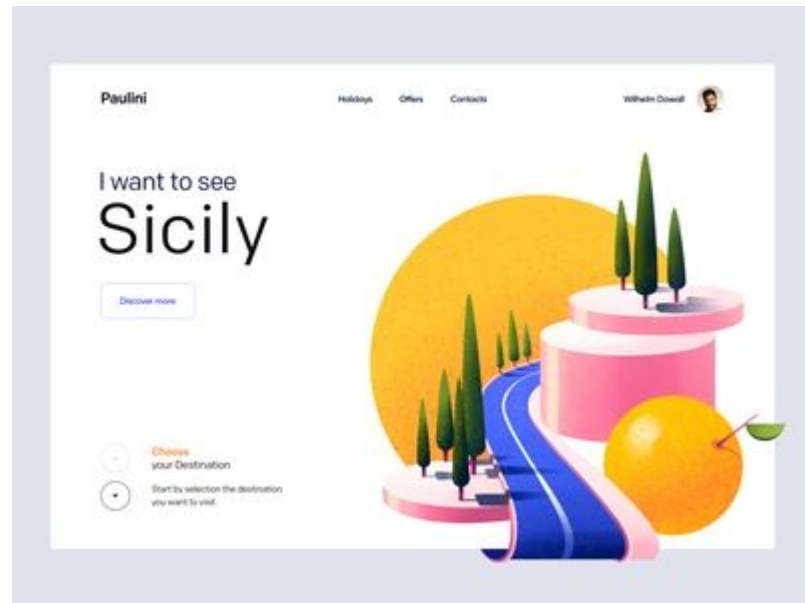 Paulini
Holidays Offers Contacts
Wilhelm Dowall
I want to see
Sicily
Discover more
Choose
your Destination
Start by selection the destination
you want to visit.